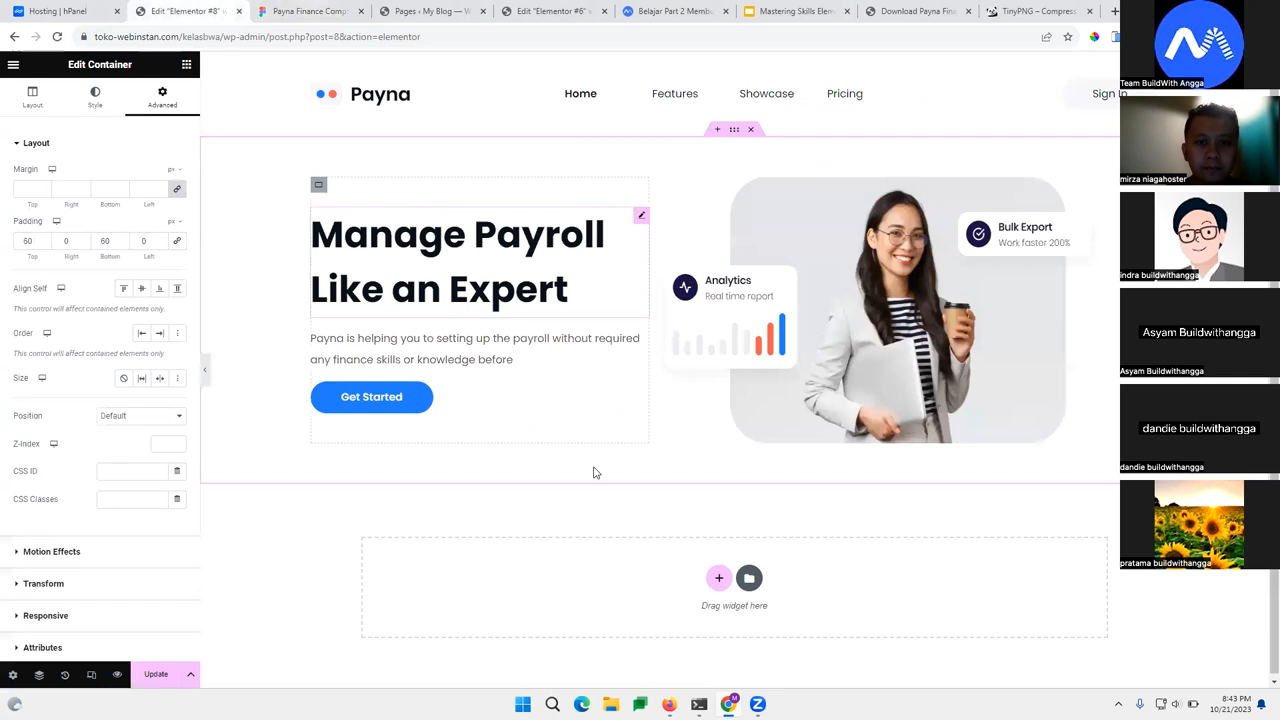 Hosting | hPanel
Edit "Elementor #8" w
Payna Finance Comp
Pages ‹ My Blog — W
Edit "Elementor #6" v
Belajar Part 2 Memb
Mastering Skills Elem
Download Payna Fin
TinyPNG – Compress
toko-webinstan.com/kelasbwa/wp-admin/post.php?post=8&action=elementor
Edit Container
Layout
Style
Advanced
Layout
Margin
px
Top
Right
Bottom
Left
Padding
px
60
0
60
0
Top
Right
Bottom
Left
Align Self
This control will affect contained elements only.
Order
This control will affect contained elements only.
Size
Position
Default
Z-Index
CSS ID
CSS Classes
Motion Effects
Transform
Responsive
Attributes
Update
Payna
Home
Features
Showcase
Pricing
Sign In
Manage Payroll
Like an Expert
Payna is helping you to setting up the payroll without required
any finance skills or knowledge before
Get Started
Analytics
Real time report
Bulk Export
Work faster 200%
Drag widget here
Team BuildWith Angga
mirza niagahoster
indra buildwithangga
Asyam Buildwithangga
Asyam Buildwithangga
dandie buildwithangga
dandie buildwithangga
pratama buildwithangga
8:43 PM
10/21/2023